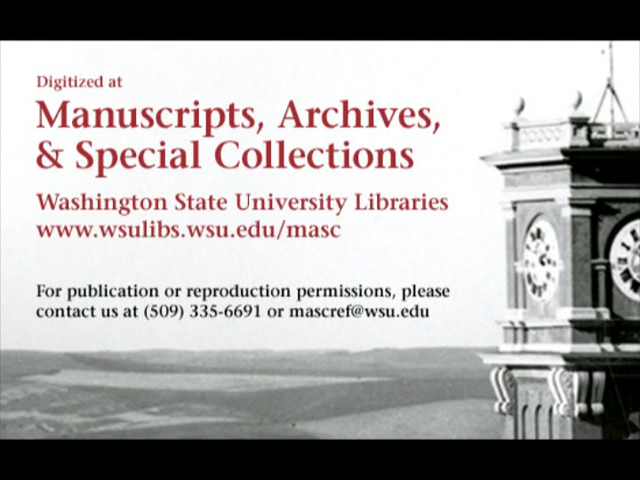 Digitized at
Manuscripts, Archives,
& Special Collections
Washington State University Libraries
www.wsulibs.wsu.edu/masc
For publication or reproduction permissions, please
contact us at (509) 335-6691 or mascref@wsu.edu